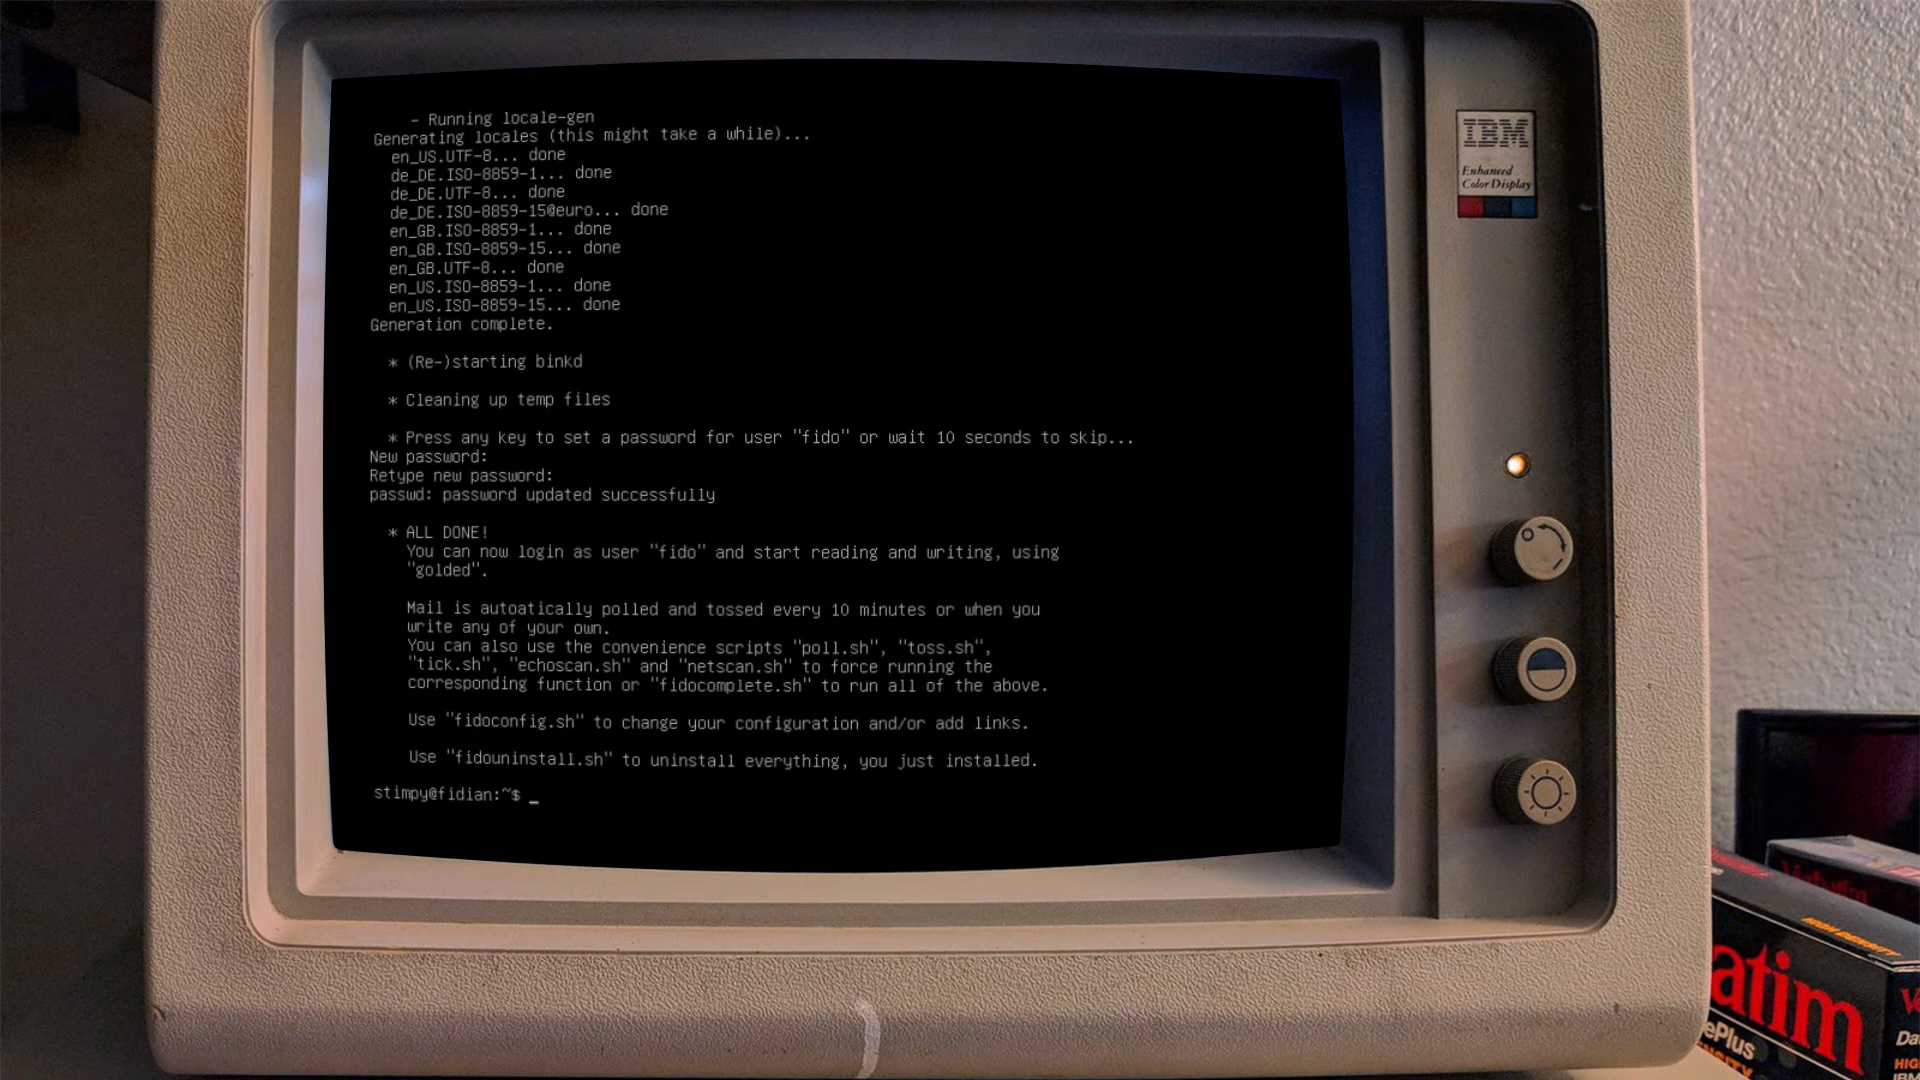 - Running locale-gen
Generating locales (this might take a while)...
en_US.UTF-8... done
de_DE.ISO-8859-1... done
de_DE.UTF-8... done
de_DE.ISO-8859-15@euro... done
en_GB.ISO-8859-1... done
en_GB.ISO-8859-15... done
en_GB.UTF-8... done
en_US.ISO-8859-1... done
en_US.ISO-8859-15... done
Generation complete.
* (Re-)starting binkd
* Cleaning up temp files
* Press any key to set a password for user "fido" or wait 10 seconds to skip...
New password:
Retype new password:
passwd: password updated successfully
* ALL DONE!
You can now login as user "fido" and start reading and writing, using
"golded".
Mail is autoatically polled and tossed every 10 minutes or when you
write any of your own.
You can also use the convenience scripts "poll.sh", "toss.sh",
"tick.sh", "echoscan.sh" and "netscan.sh" to force running the
corresponding function or "fidocomplete.sh" to run all of the above.
Use "fidoconfig.sh" to change your configuration and/or add links.
Use "fidouninstall.sh" to uninstall everything, you just installed.
stimpy@fidian:~$ _
IBM
Enhanced
Color Display
Verbatim
HIGH DENSITY
atim
ePlus